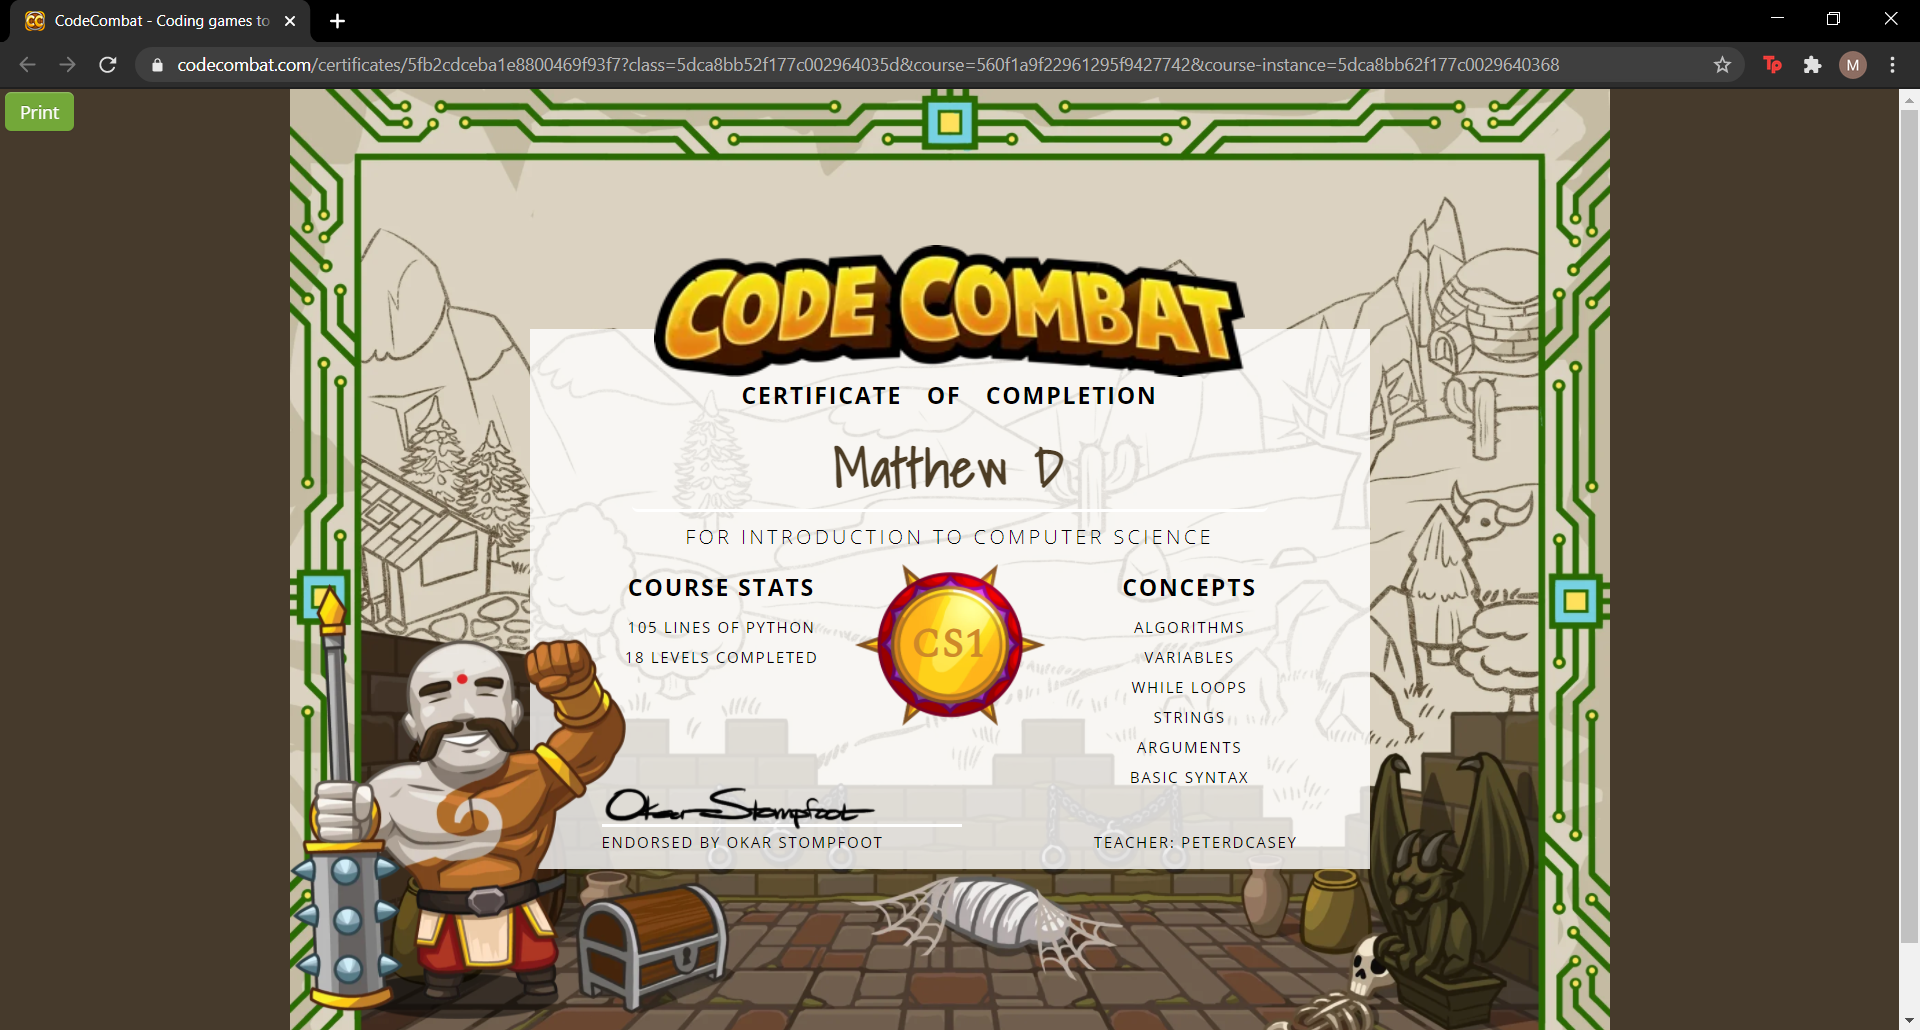 CodeCombat - Coding games to
codecombat.com/certificates/5fb2cdceba1e8800469f93f7?class=5dca8bb52f177c002964035d&course=560f1a9f22961295f9427742&course-instance=5dca8bb62f177c0029640368
Tp
M
Print
CODE COMBAT
CERTIFICATE OF COMPLETION
Matthew D
FOR INTRODUCTION TO COMPUTER SCIENCE
COURSE STATS
105 LINES OF PYTHON
18 LEVELS COMPLETED
CS1
CONCEPTS
ALGORITHMS
VARIABLES
WHILE LOOPS
STRINGS
ARGUMENTS
BASIC SYNTAX
Okar Stompfoot
ENDORSED BY OKAR STOMPFOOT
TEACHER: PETERDCASEY